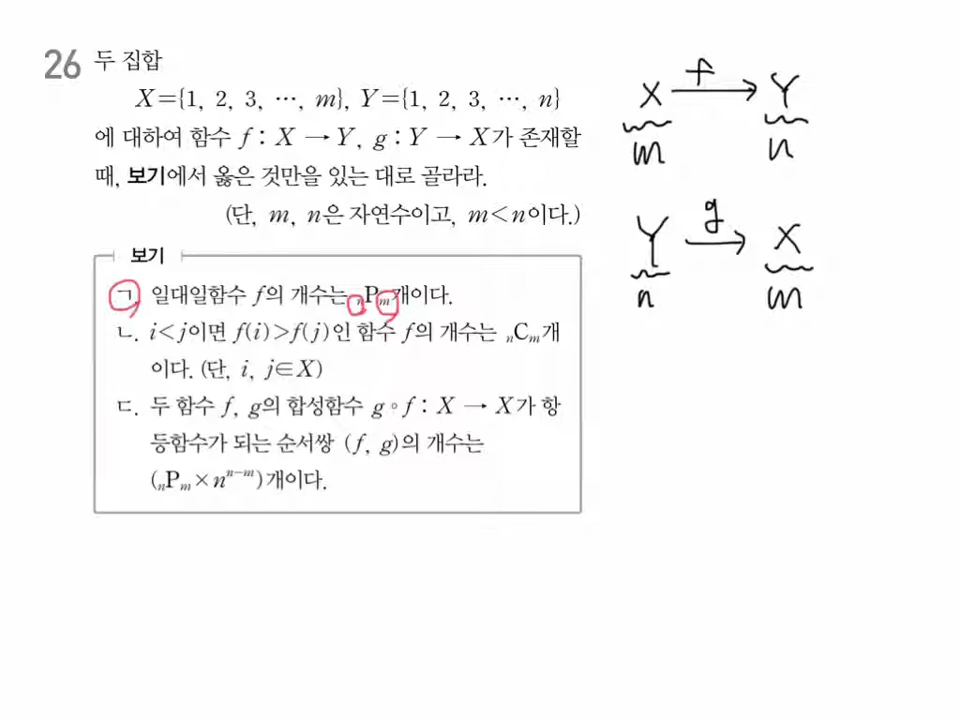 26 두 집합
X={1, 2, 3, …, m}, Y={1, 2, 3, …, n}
에 대하여 함수 f : X → Y, g : Y → X가 존재할
때, 보기에서 옳은 것만을 있는 대로 골라라.
(단, m, n은 자연수이고, m<n이다.)
보기
ㄱ. 일대일함수 f의 개수는 ₙPₘ개이다.
ㄴ. i<j이면 f(i)>f(j)인 함수 f의 개수는 ₙCₘ개
이다. (단, i, j∈X)
ㄷ. 두 함수 f, g의 합성함수 g∘f : X → X가 항
등함수가 되는 순서쌍 (f, g)의 개수는
(ₙPₘ×nⁿ⁻ᵐ)개이다.
X f→ Y
m n
Y g→ X
n m